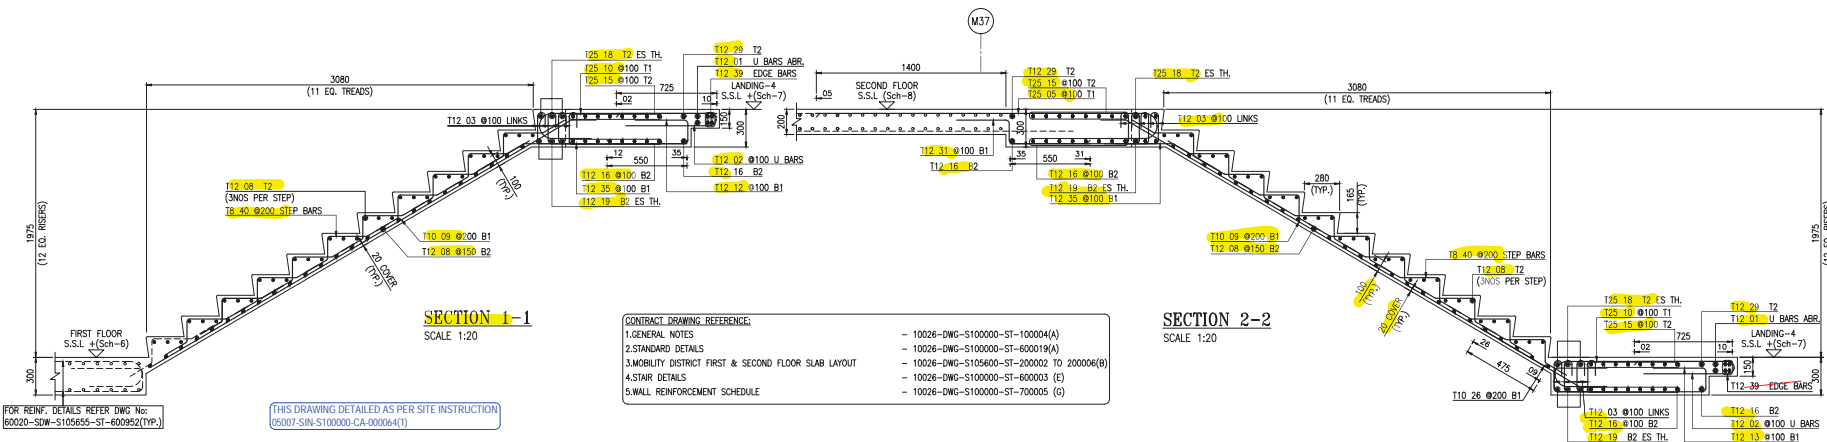 M37
3080
(11 EQ. TREADS)
T25 18 T2 ES TH.
T25 10 @100 T1
T25 15 @100 T2
725
02
10
T12 29 T2
T12 01 U BARS ABR.
T12 39 EDGE BARS
LANDING-4
S.S.L +(Sch-7)
150
300
T12 03 @100 LINKS
12
35
550
T12 16 @100 B2
T12 35 @100 B1
T12 19 B2 ES TH.
T12 02 @100 U BARS
T12 16 B2
T12 12 @100 B1
100
(TYP.)
T12 08 T2
(3NOS PER STEP)
T8 40 @200 STEP BARS
T10 09 @200 B1
T12 08 @150 B2
20 COVER
(TYP.)
1975
(12 EQ. RISERS)
FIRST FLOOR
S.S.L +(Sch-6)
300
SECTION 1-1
SCALE 1:20
FOR REINF. DETAILS REFER DWG No:
60020-SDW-S105655-ST-600952(TYP.)
THIS DRAWING DETAILED AS PER SITE INSTRUCTION
05007-SIN-S100000-CA-000064(1)
1400
05
SECOND FLOOR
S.S.L (Sch-8)
200
T12 29 T2
T25 15 @100 T2
T25 05 @100 T1
300
T25 18 T2 ES TH.
T12 03 @100 LINKS
3080
(11 EQ. TREADS)
T12 31 @100 B1
T12 16 B2
35
31
550
T12 16 @100 B2
T12 19 B2 ES TH.
T12 35 @100 B1
280
(TYP.)
165
(TYP.)
T10 09 @200 B1
T12 08 @150 B2
T8 40 @200 STEP BARS
T12 08 T2
(3NOS PER STEP)
100
(TYP.)
20 COVER
(TYP.)
1975
(12 EQ. RISERS)
SECTION 2-2
SCALE 1:20
CONTRACT DRAWING REFERENCE:
1.GENERAL NOTES - 10026-DWG-S100000-ST-100004(A)
2.STANDARD DETAILS - 10026-DWG-S100000-ST-600019(A)
3.MOBILITY DISTRICT FIRST & SECOND FLOOR SLAB LAYOUT - 10026-DWG-S105600-ST-200002 TO 200006(B)
4.STAIR DETAILS - 10026-DWG-S100000-ST-600003 (E)
5.WALL REINFORCEMENT SCHEDULE - 10026-DWG-S100000-ST-700005 (G)
26
475
60
T10 26 @200 B1
T25 18 T2 ES TH.
T25 10 @100 T1
T25 15 @100 T2
725
02
10
T12 29 T2
T12 01 U BARS ABR.
LANDING-4
S.S.L +(Sch-7)
150
300
T12 39 EDGE BARS
T12 03 @100 LINKS
T12 16 @100 B2
T12 19 B2 ES TH.
T12 16 B2
T12 02 @100 U BARS
T12 13 @100 B1